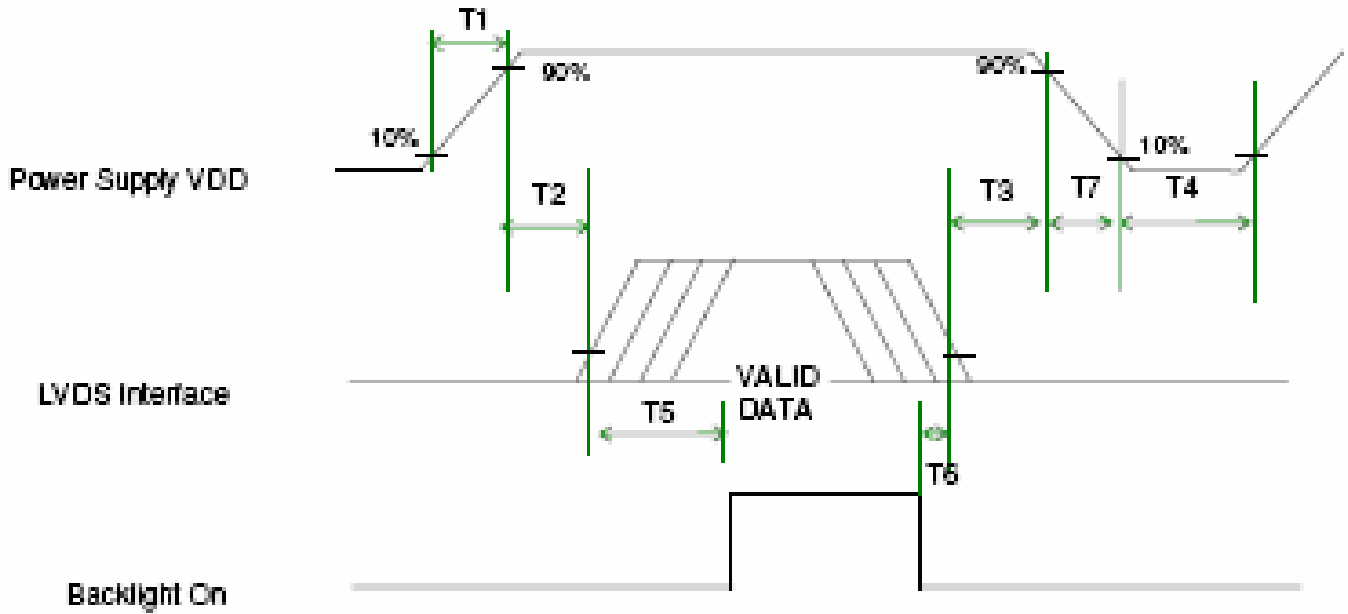 T1
90%
90%
10%
10%
Power Supply VDD
T2
T3
T7
T4
LVDS Interface
VALID
DATA
T5
T6
Backlight On